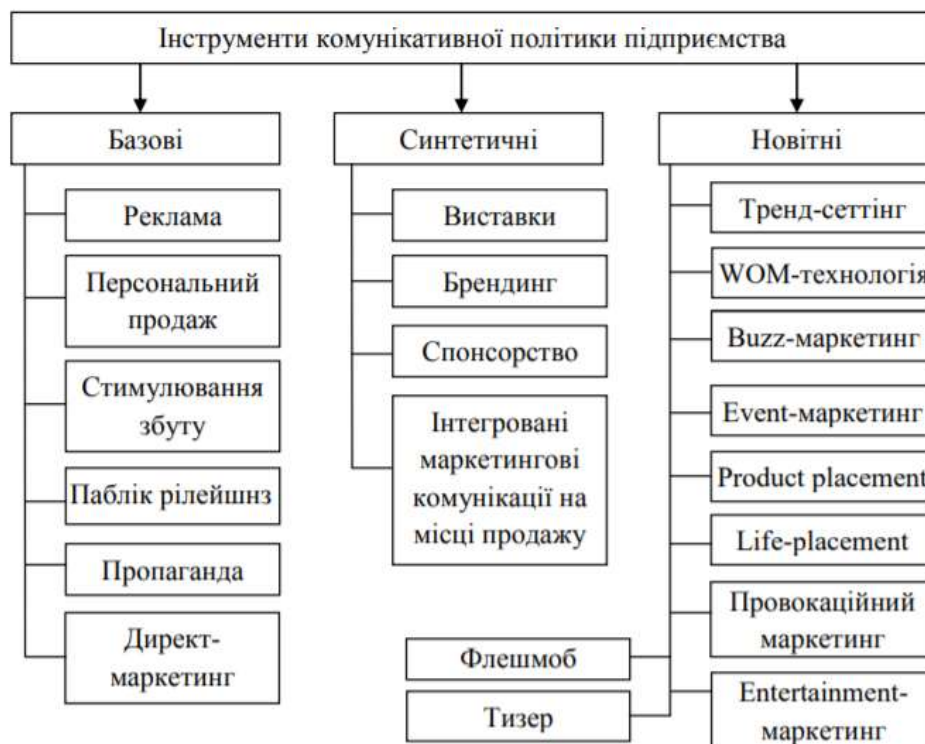 Інструменти комунікативної політики підприємства
Базові
Реклама
Персональний
продаж
Стимулювання
збуту
Паблік рілейшнз
Пропаганда
Директ-
маркетинг
Синтетичні
Виставки
Брендинг
Спонсорство
Інтегровані
маркетингові
комунікації на
місці продажу
Новітні
Тренд-сеттінг
WOM-технологія
Buzz-маркетинг
Event-маркетинг
Product placement
Life-placement
Провокаційний
маркетинг
Entertainment-
маркетинг
Флешмоб
Тизер